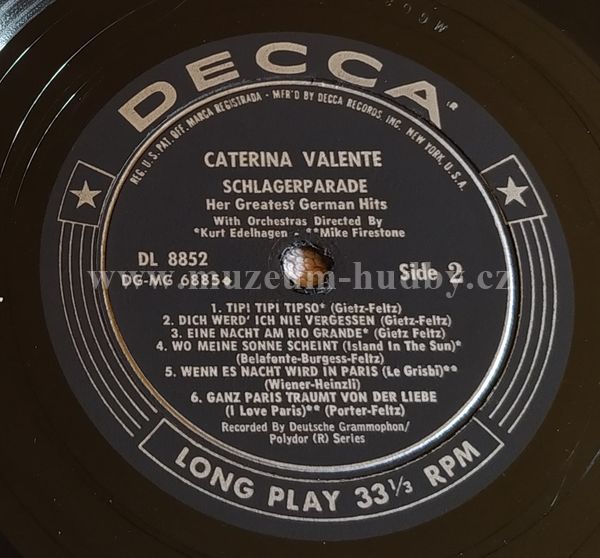 DECCA ®
REG. U.S. PAT. OFF. MARCA REGISTRADA - MFR'D BY DECCA RECORDS, INC., NEW YORK, U.S.A.
CATERINA VALENTE
SCHLAGERPARADE
Her Greatest German Hits
With Orchestras Directed By
*Kurt Edelhagen - **Mike Firestone
DL 8852
DG-MG 6885◆
Side 2
www.muzeum-hudby.cz
1. TIPI TIPI TIPSO* (Gietz-Feltz)
2. DICH WERD' ICH NIE VERGESSEN (Gietz-Feltz)
3. EINE NACHT AM RIO GRANDE* (Gietz Feltz)
4. WO MEINE SONNE SCHEINT (Island In The Sun)*
(Belafonte-Burgess-Feltz)
5. WENN ES NACHT WIRD IN PARIS (Le Grisbi)**
(Wiener-Heinzli)
6. GANZ PARIS TRAUMT VON DER LIEBE
(I Love Paris)** (Porter-Feltz)
Recorded By Deutsche Grammophon/
Polydor (R) Series
LONG PLAY 33⅓ RPM